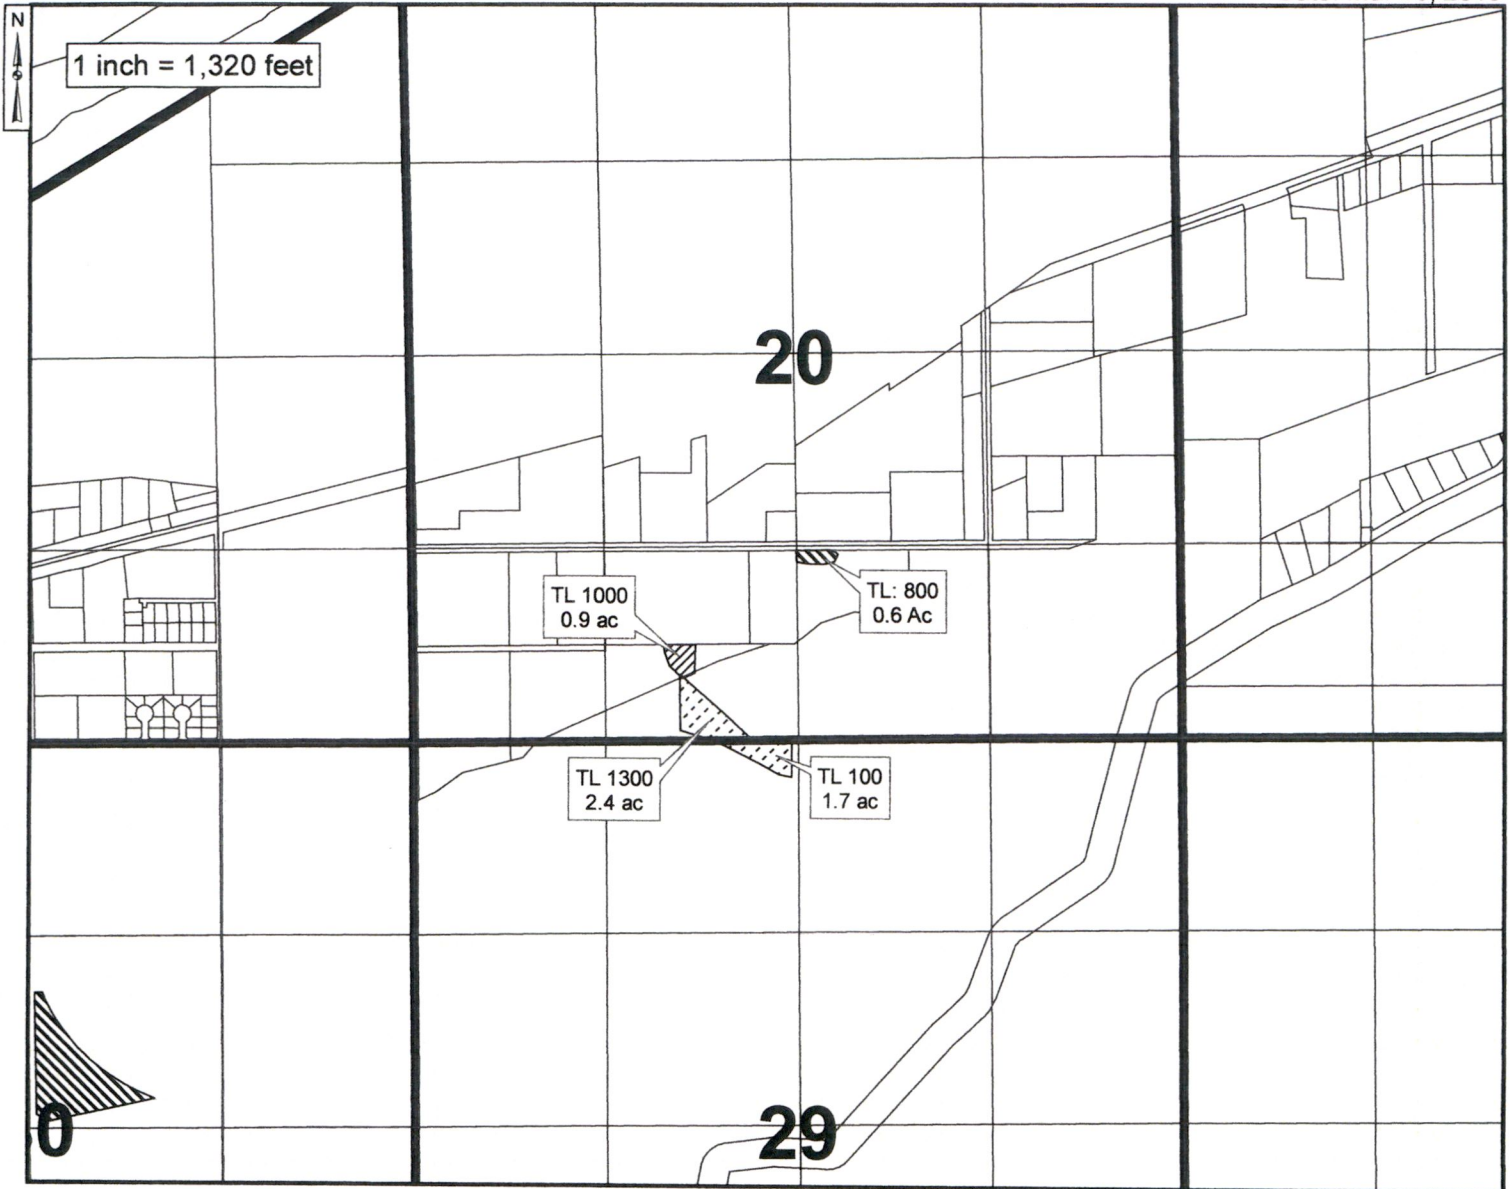 N
1 inch = 1,320 feet
20
TL 1000
0.9 ac
TL: 800
0.6 Ac
TL 1300
2.4 ac
TL 100
1.7 ac
0
29